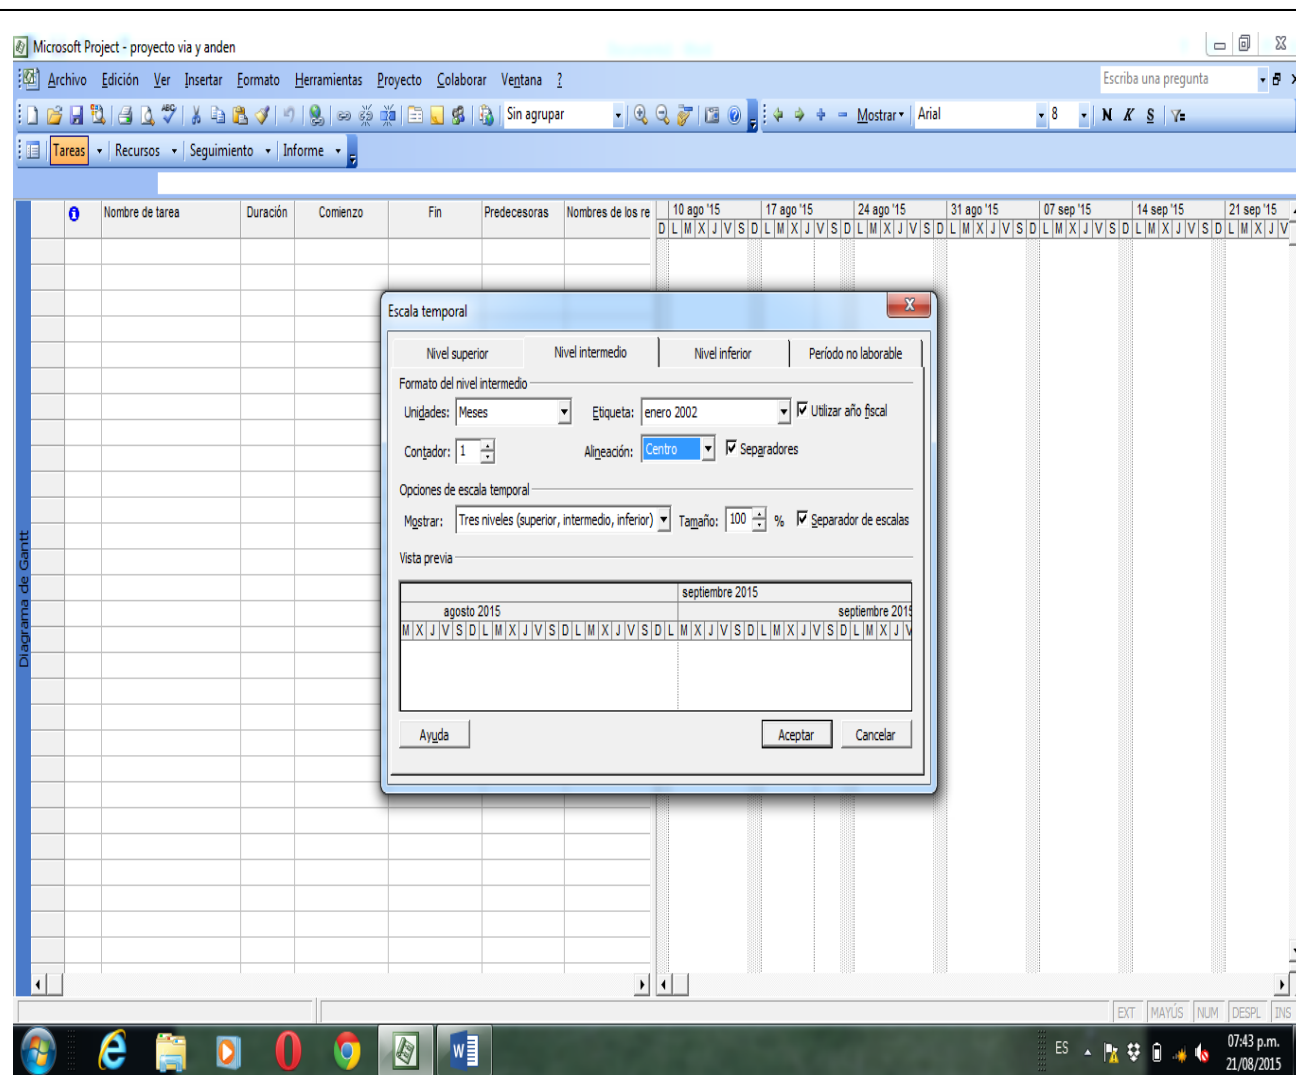 Microsoft Project - proyecto via y anden
Archivo Edición Ver Insertar Formato Herramientas Proyecto Colaborar Ventana ?
Escriba una pregunta
Sin agrupar
Mostrar
Arial
8
N K S
Tareas Recursos Seguimiento Informe
Nombre de tarea Duración Comienzo Fin Predecesoras Nombres de los re
10 ago '15 17 ago '15 24 ago '15 31 ago '15 07 sep '15 14 sep '15 21 sep '15
D L M X J V S D L M X J V S D L M X J V S D L M X J V S D L M X J V S D L M X J V S D L M X J V
Escala temporal
Nivel superior Nivel intermedio Nivel inferior Período no laborable
Formato del nivel intermedio
Unidades: Meses Etiqueta: enero 2002 Utilizar año fiscal
Contador: 1 Alineación: Centro Separadores
Opciones de escala temporal
Mostrar: Tres niveles (superior, intermedio, inferior) Tamaño: 100 % Separador de escalas
Vista previa
septiembre 2015
agosto 2015 septiembre 2015
M X J V S D L M X J V S D L M X J V S D L M X J V S D L M X J V S D L M X J V
Ayuda Aceptar Cancelar
Diagrama de Gantt
EXT MAYÚS NUM DESPL INS
ES
07:43 p.m.
21/08/2015